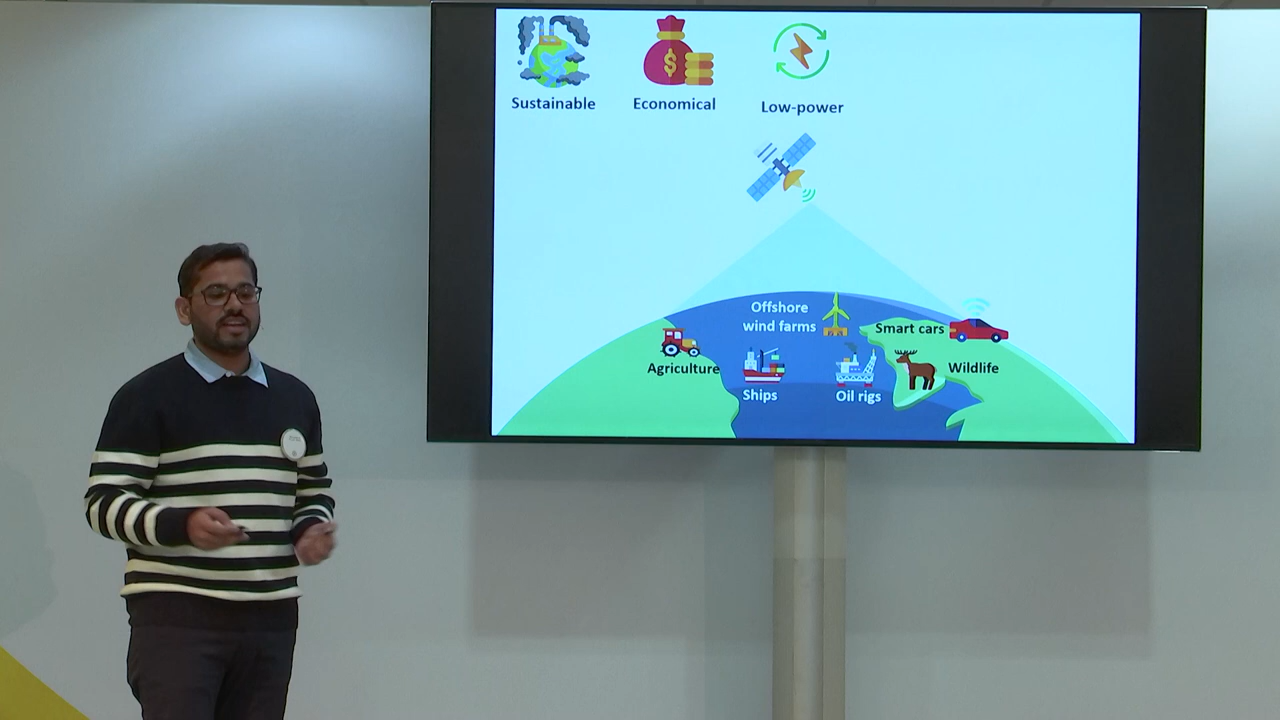 Sustainable
Economical
Low-power
Offshore
wind farms
Smart cars
Agriculture
Wildlife
Ships
Oil rigs